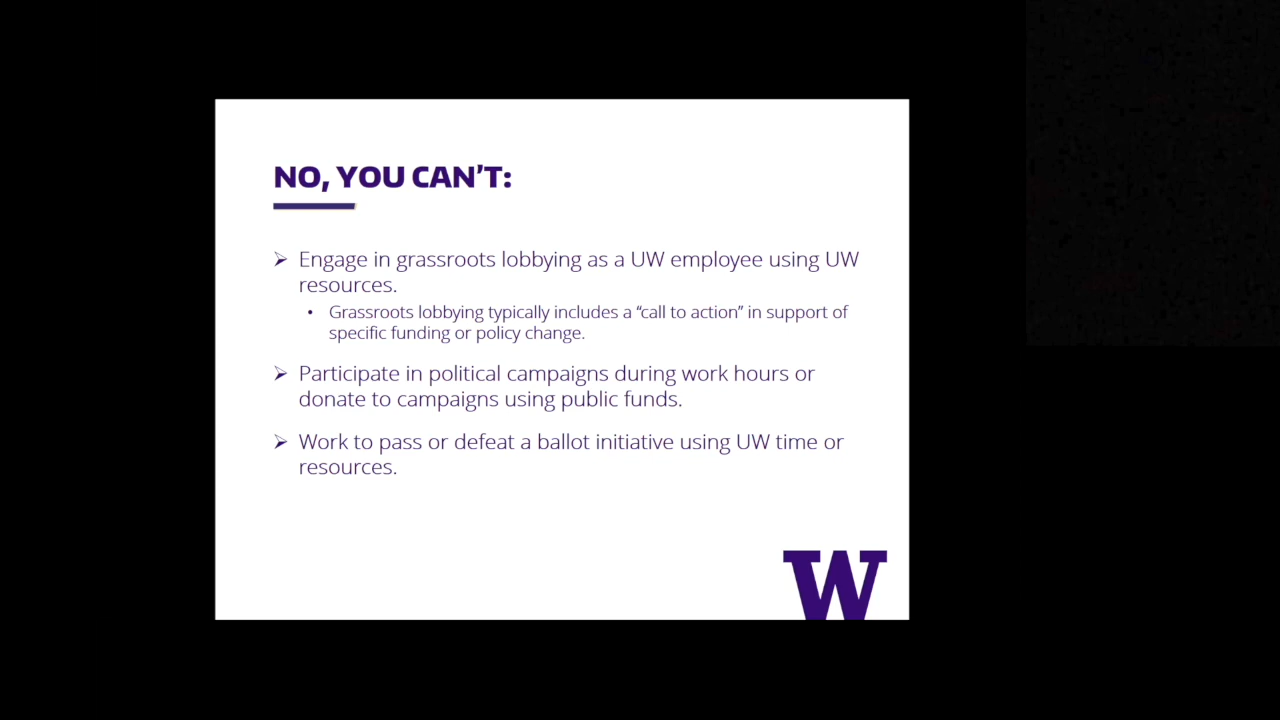 NO, YOU CAN’T:
➢ Engage in grassroots lobbying as a UW employee using UW
resources.
• Grassroots lobbying typically includes a “call to action” in support of
specific funding or policy change.
➢ Participate in political campaigns during work hours or
donate to campaigns using public funds.
➢ Work to pass or defeat a ballot initiative using UW time or
resources.
W